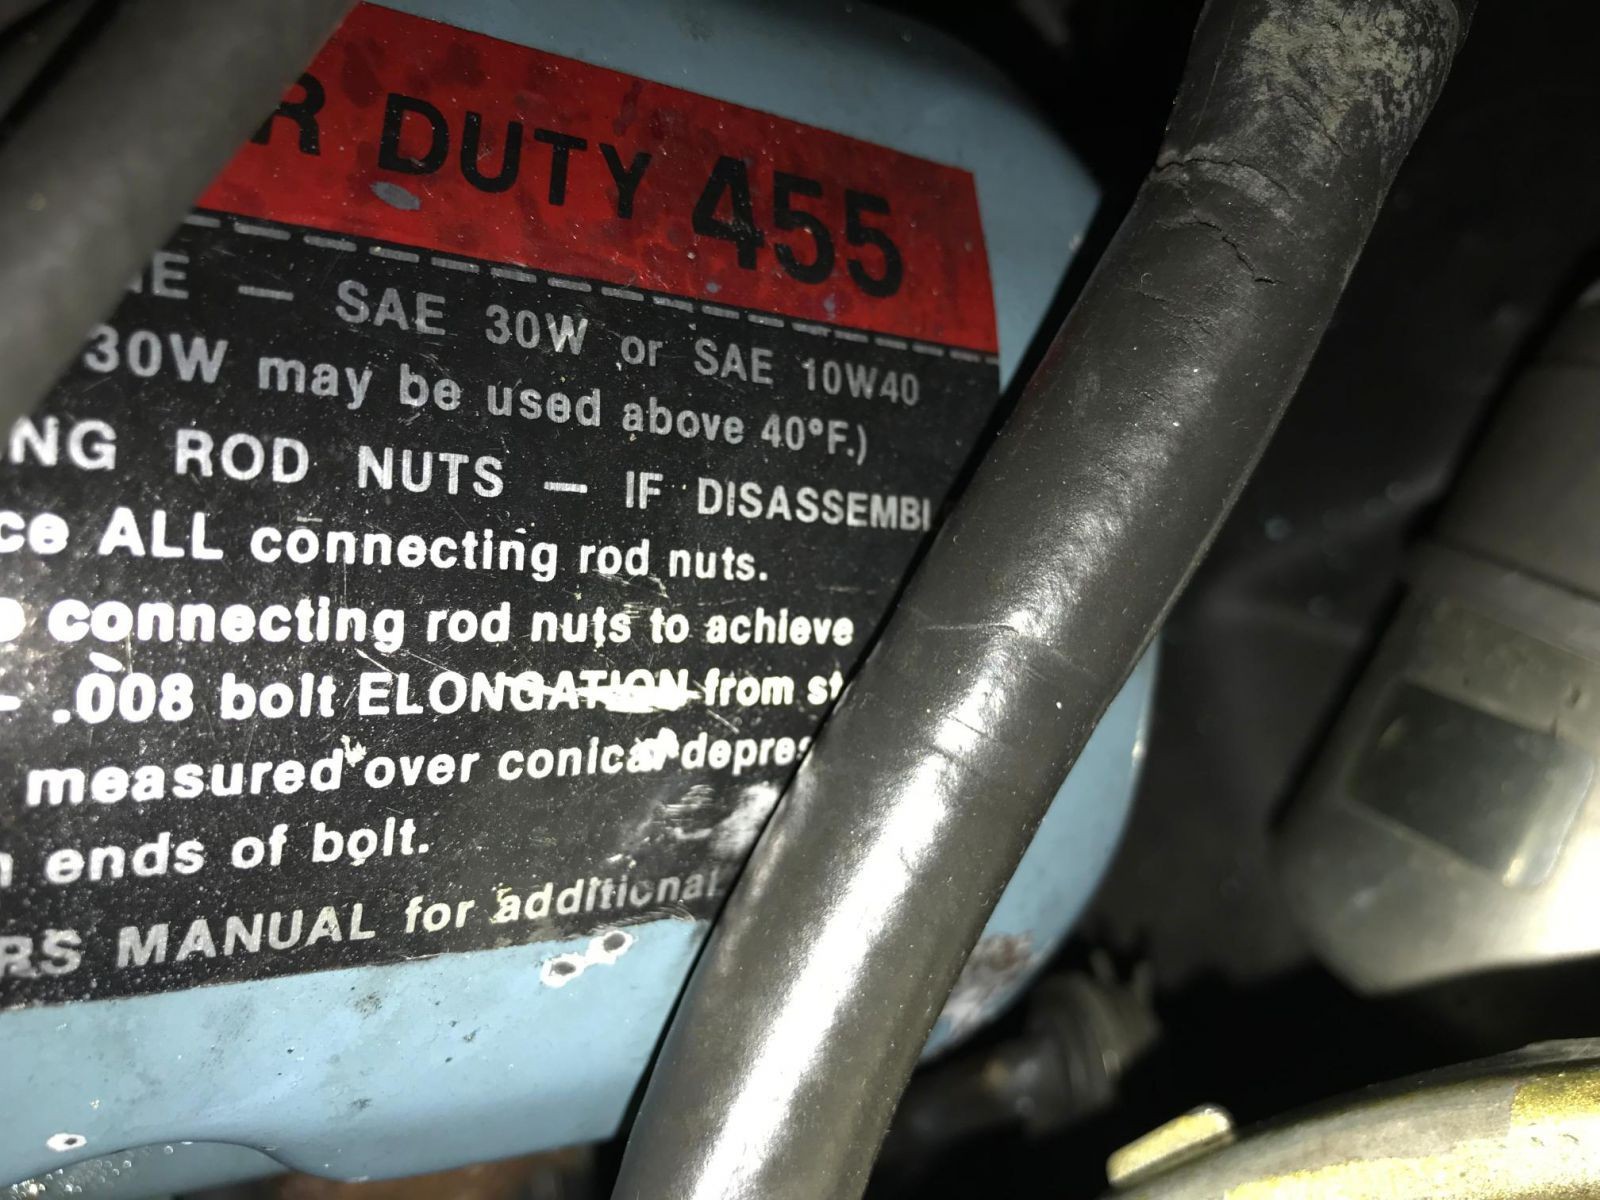 R DUTY 455
E — SAE 30W or SAE 10W40
30W may be used above 40°F.)
NG ROD NUTS — IF DISASSEMBL
ce ALL connecting rod nuts.
connecting rod nuts to achieve
- .008 bolt ELONGATION from st
measured over conical depres
ends of bolt.
RS MANUAL for additional